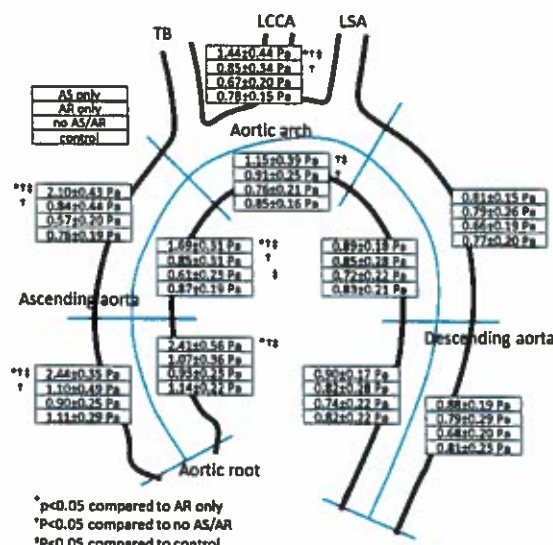 TB LCCA LSA
1.44±0.44 Pa *†‡
0.85±0.34 Pa †
0.67±0.20 Pa
0.78±0.15 Pa
AS only
AR only
no AS/AR
control
Aortic arch
1.15±0.39 Pa †‡
0.91±0.25 Pa †
0.76±0.21 Pa
0.85±0.16 Pa
*†‡ 2.10±0.43 Pa
† 0.84±0.44 Pa
0.57±0.20 Pa
0.78±0.19 Pa
0.81±0.15 Pa
0.79±0.26 Pa
0.66±0.19 Pa
0.77±0.20 Pa
1.69±0.31 Pa *†‡
0.85±0.31 Pa †
0.61±0.23 Pa ‡
0.87±0.19 Pa
0.89±0.18 Pa
0.85±0.28 Pa
0.72±0.22 Pa
0.83±0.21 Pa
Ascending aorta
Descending aorta
2.41±0.56 Pa *†‡
1.07±0.36 Pa
0.93±0.25 Pa
1.14±0.22 Pa
*†‡ 2.44±0.35 Pa
† 1.10±0.49 Pa
0.90±0.25 Pa
1.11±0.29 Pa
0.90±0.17 Pa
0.83±0.28 Pa
0.74±0.22 Pa
0.82±0.22 Pa
0.88±0.19 Pa
0.79±0.29 Pa
0.68±0.20 Pa
0.81±0.25 Pa
Aortic root
*p<0.05 compared to AR only
†P<0.05 compared to no AS/AR
‡P<0.05 compared to control